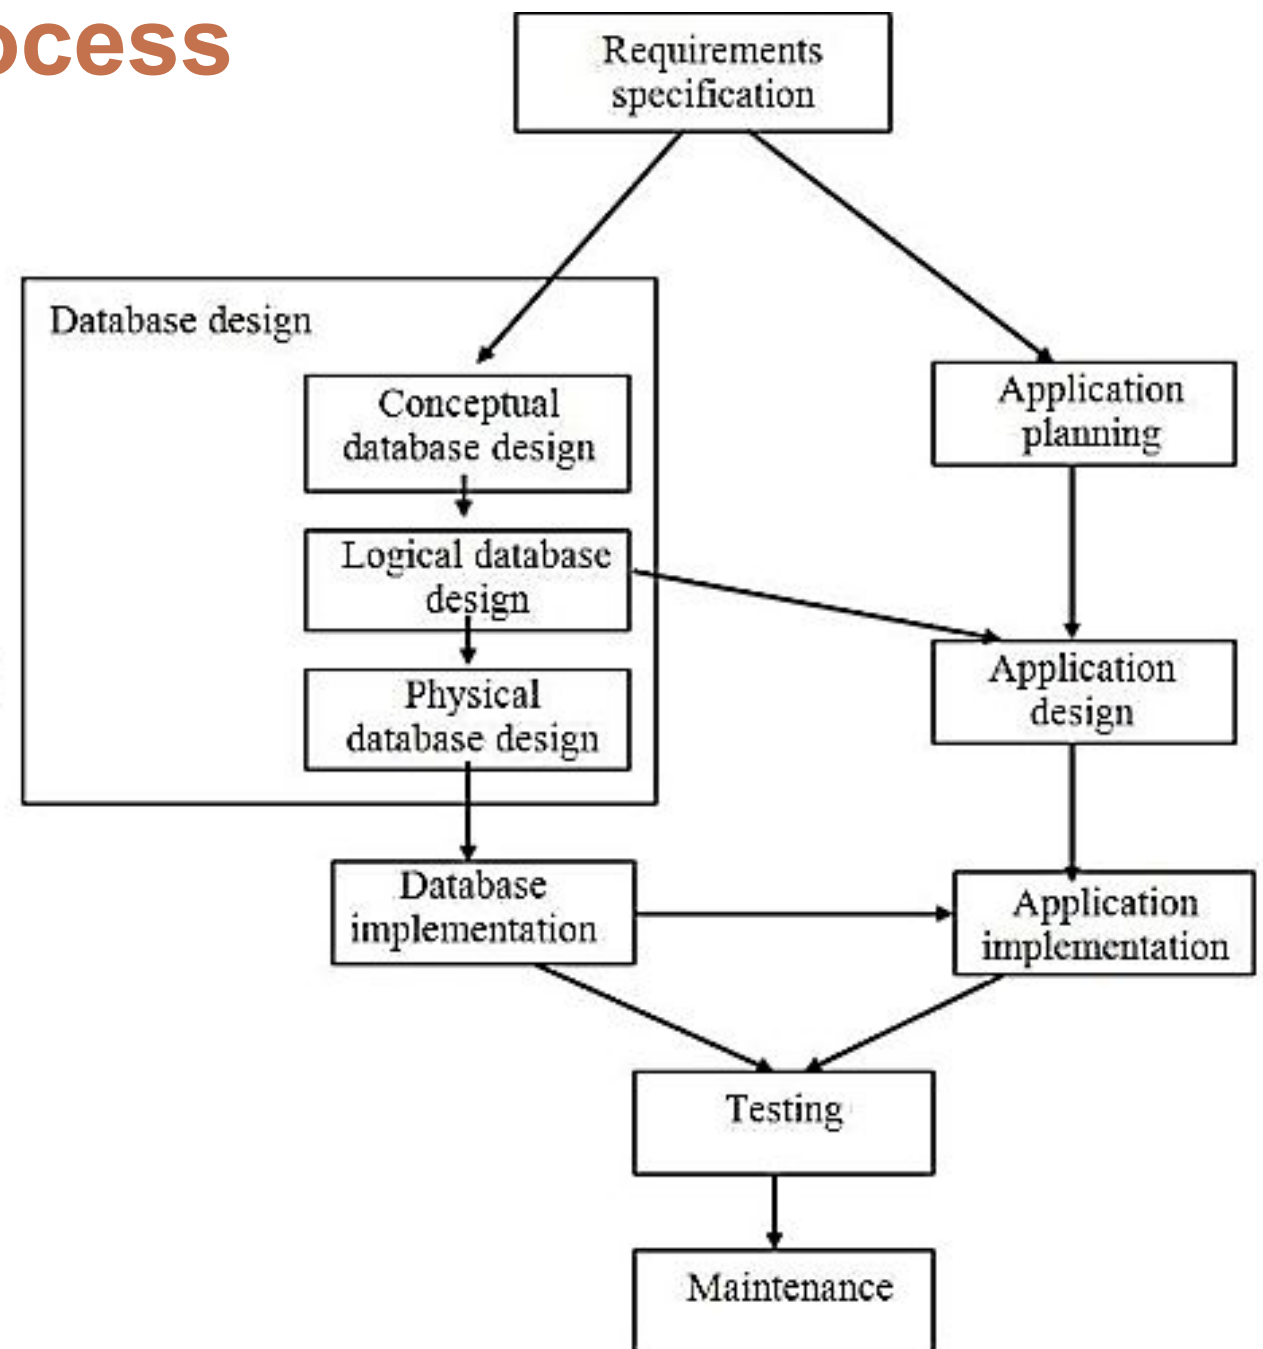 ocess
Requirements
specification
Database design
Conceptual
database design
Logical database
design
Physical
database design
Application
planning
Application
design
Database
implementation
Application
implementation
Testing
Maintenance